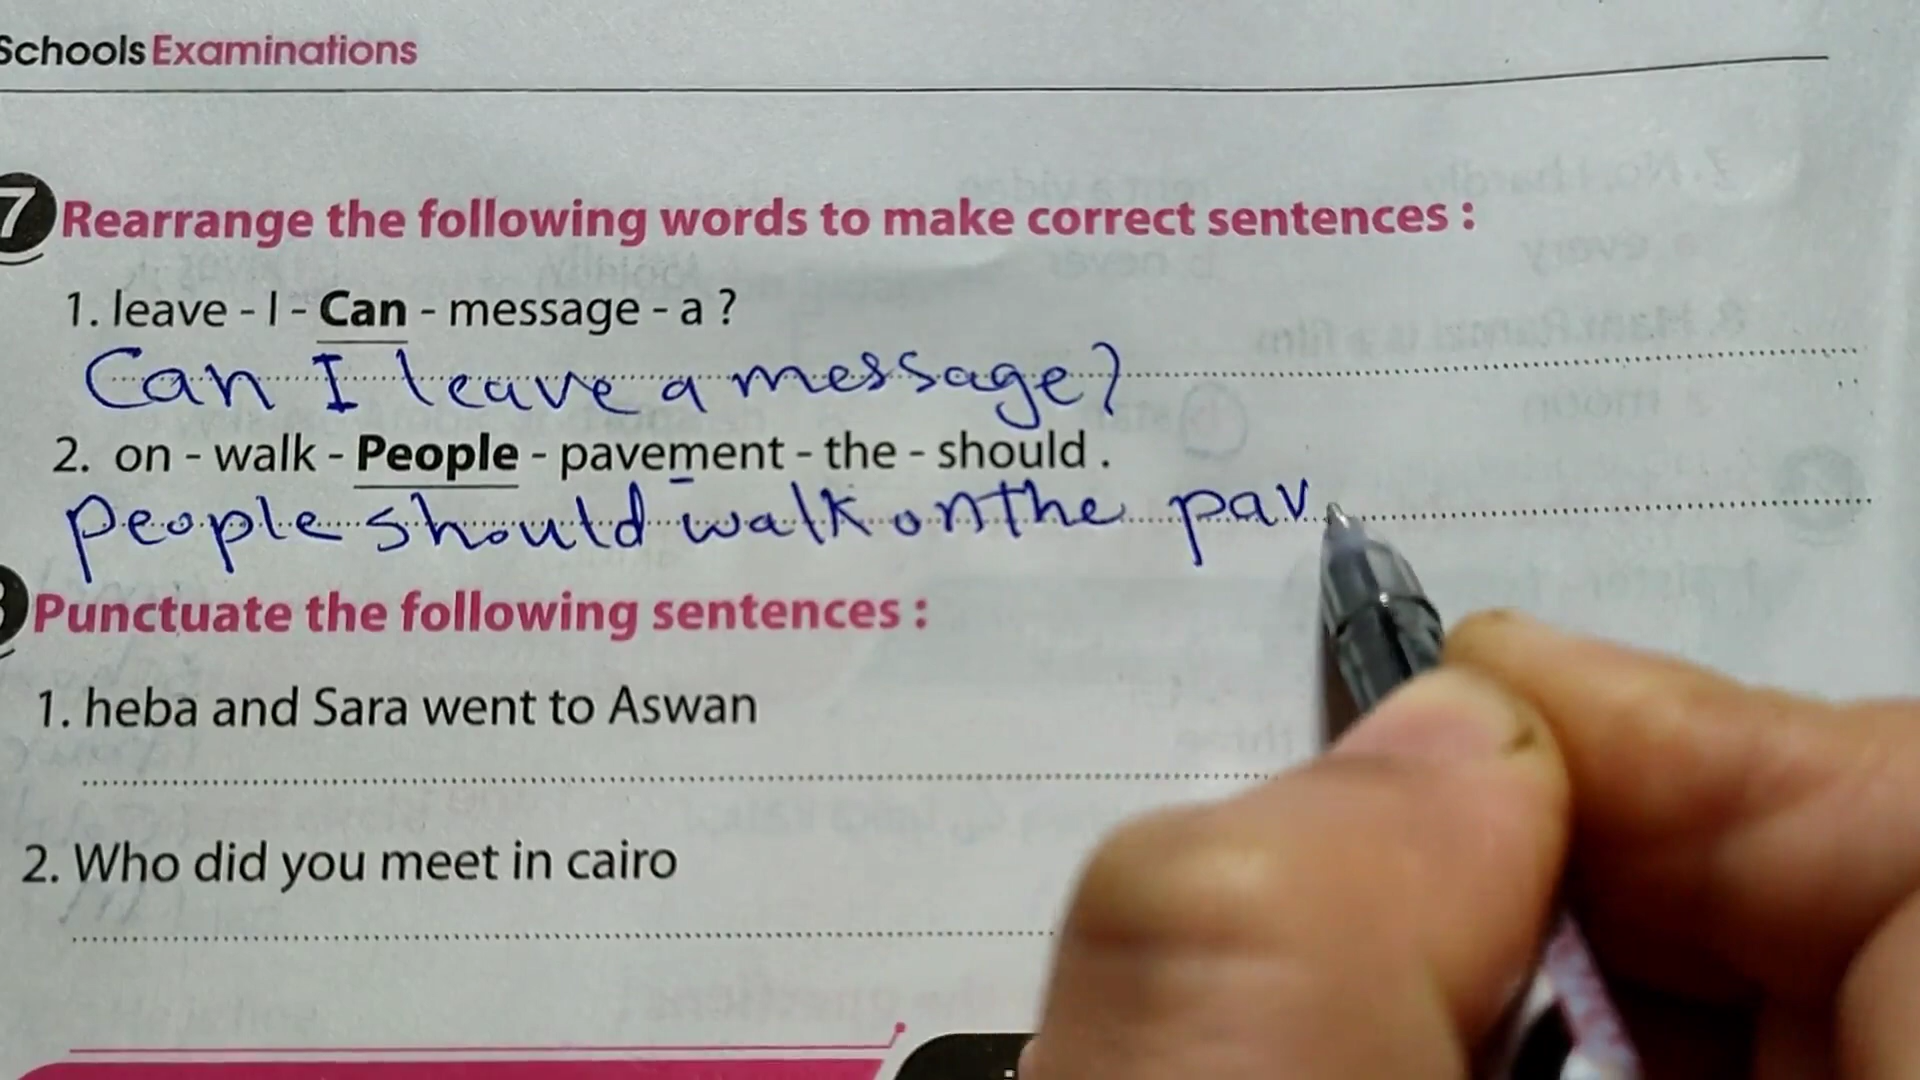 Schools Examinations
7 Rearrange the following words to make correct sentences :
1. leave - I - Can - message - a ?
Can I leave a message?
2. on - walk - People - pavement - the - should .
People should walk on the pav
Punctuate the following sentences :
1. heba and Sara went to Aswan
2. Who did you meet in cairo